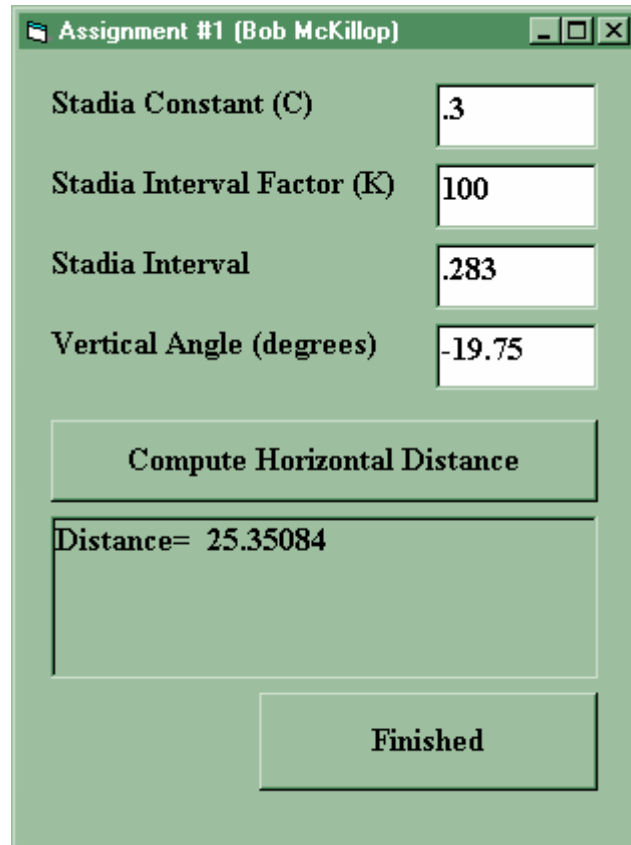 Assignment #1 (Bob McKillop)
Stadia Constant (C) .3
Stadia Interval Factor (K) 100
Stadia Interval .283
Vertical Angle (degrees) -19.75
Compute Horizontal Distance
Distance= 25.35084
Finished